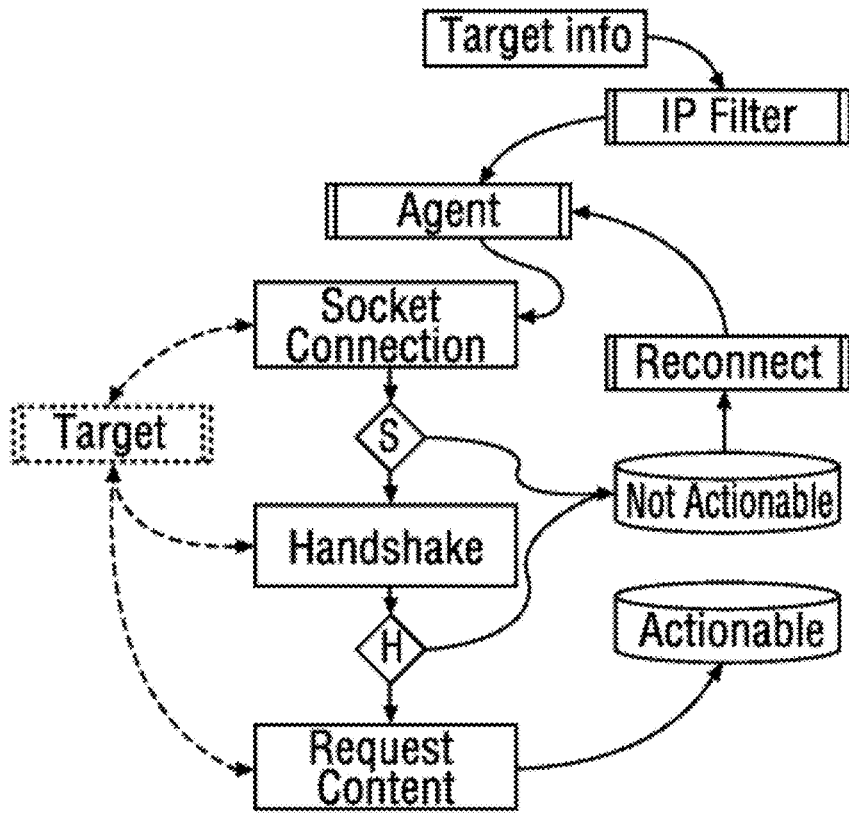 Target info
IP Filter
Agent
Socket
Connection
Reconnect
Target
S
Not Actionable
Handshake
Actionable
H
Request
Content